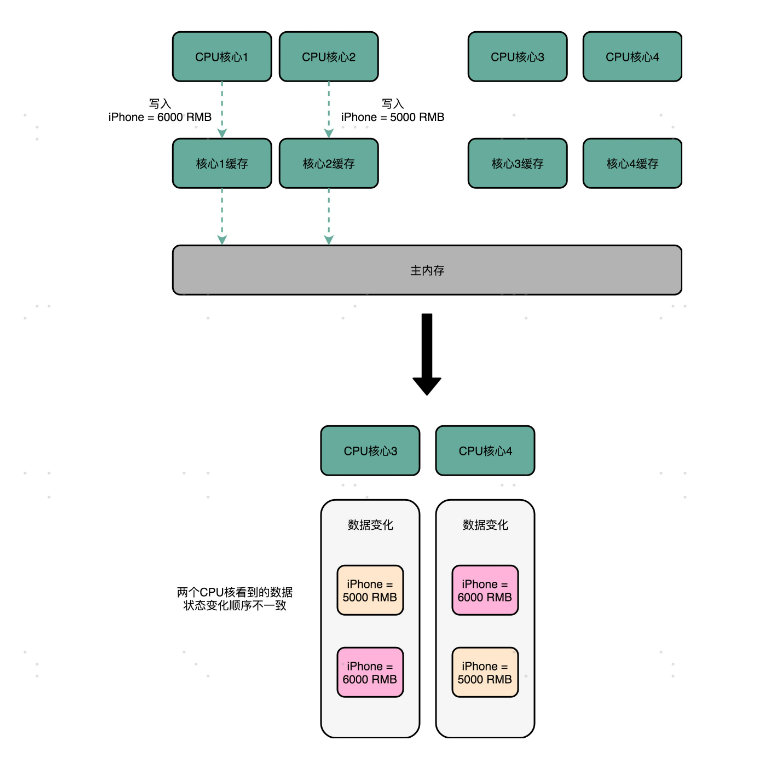 CPU核心1
CPU核心2
CPU核心3
CPU核心4
写入
iPhone = 6000 RMB
写入
iPhone = 5000 RMB
核心1缓存
核心2缓存
核心3缓存
核心4缓存
主内存
CPU核心3
CPU核心4
数据变化
数据变化
iPhone =
5000 RMB
iPhone =
6000 RMB
两个CPU核看到的数据
状态变化顺序不一致
iPhone =
6000 RMB
iPhone =
5000 RMB